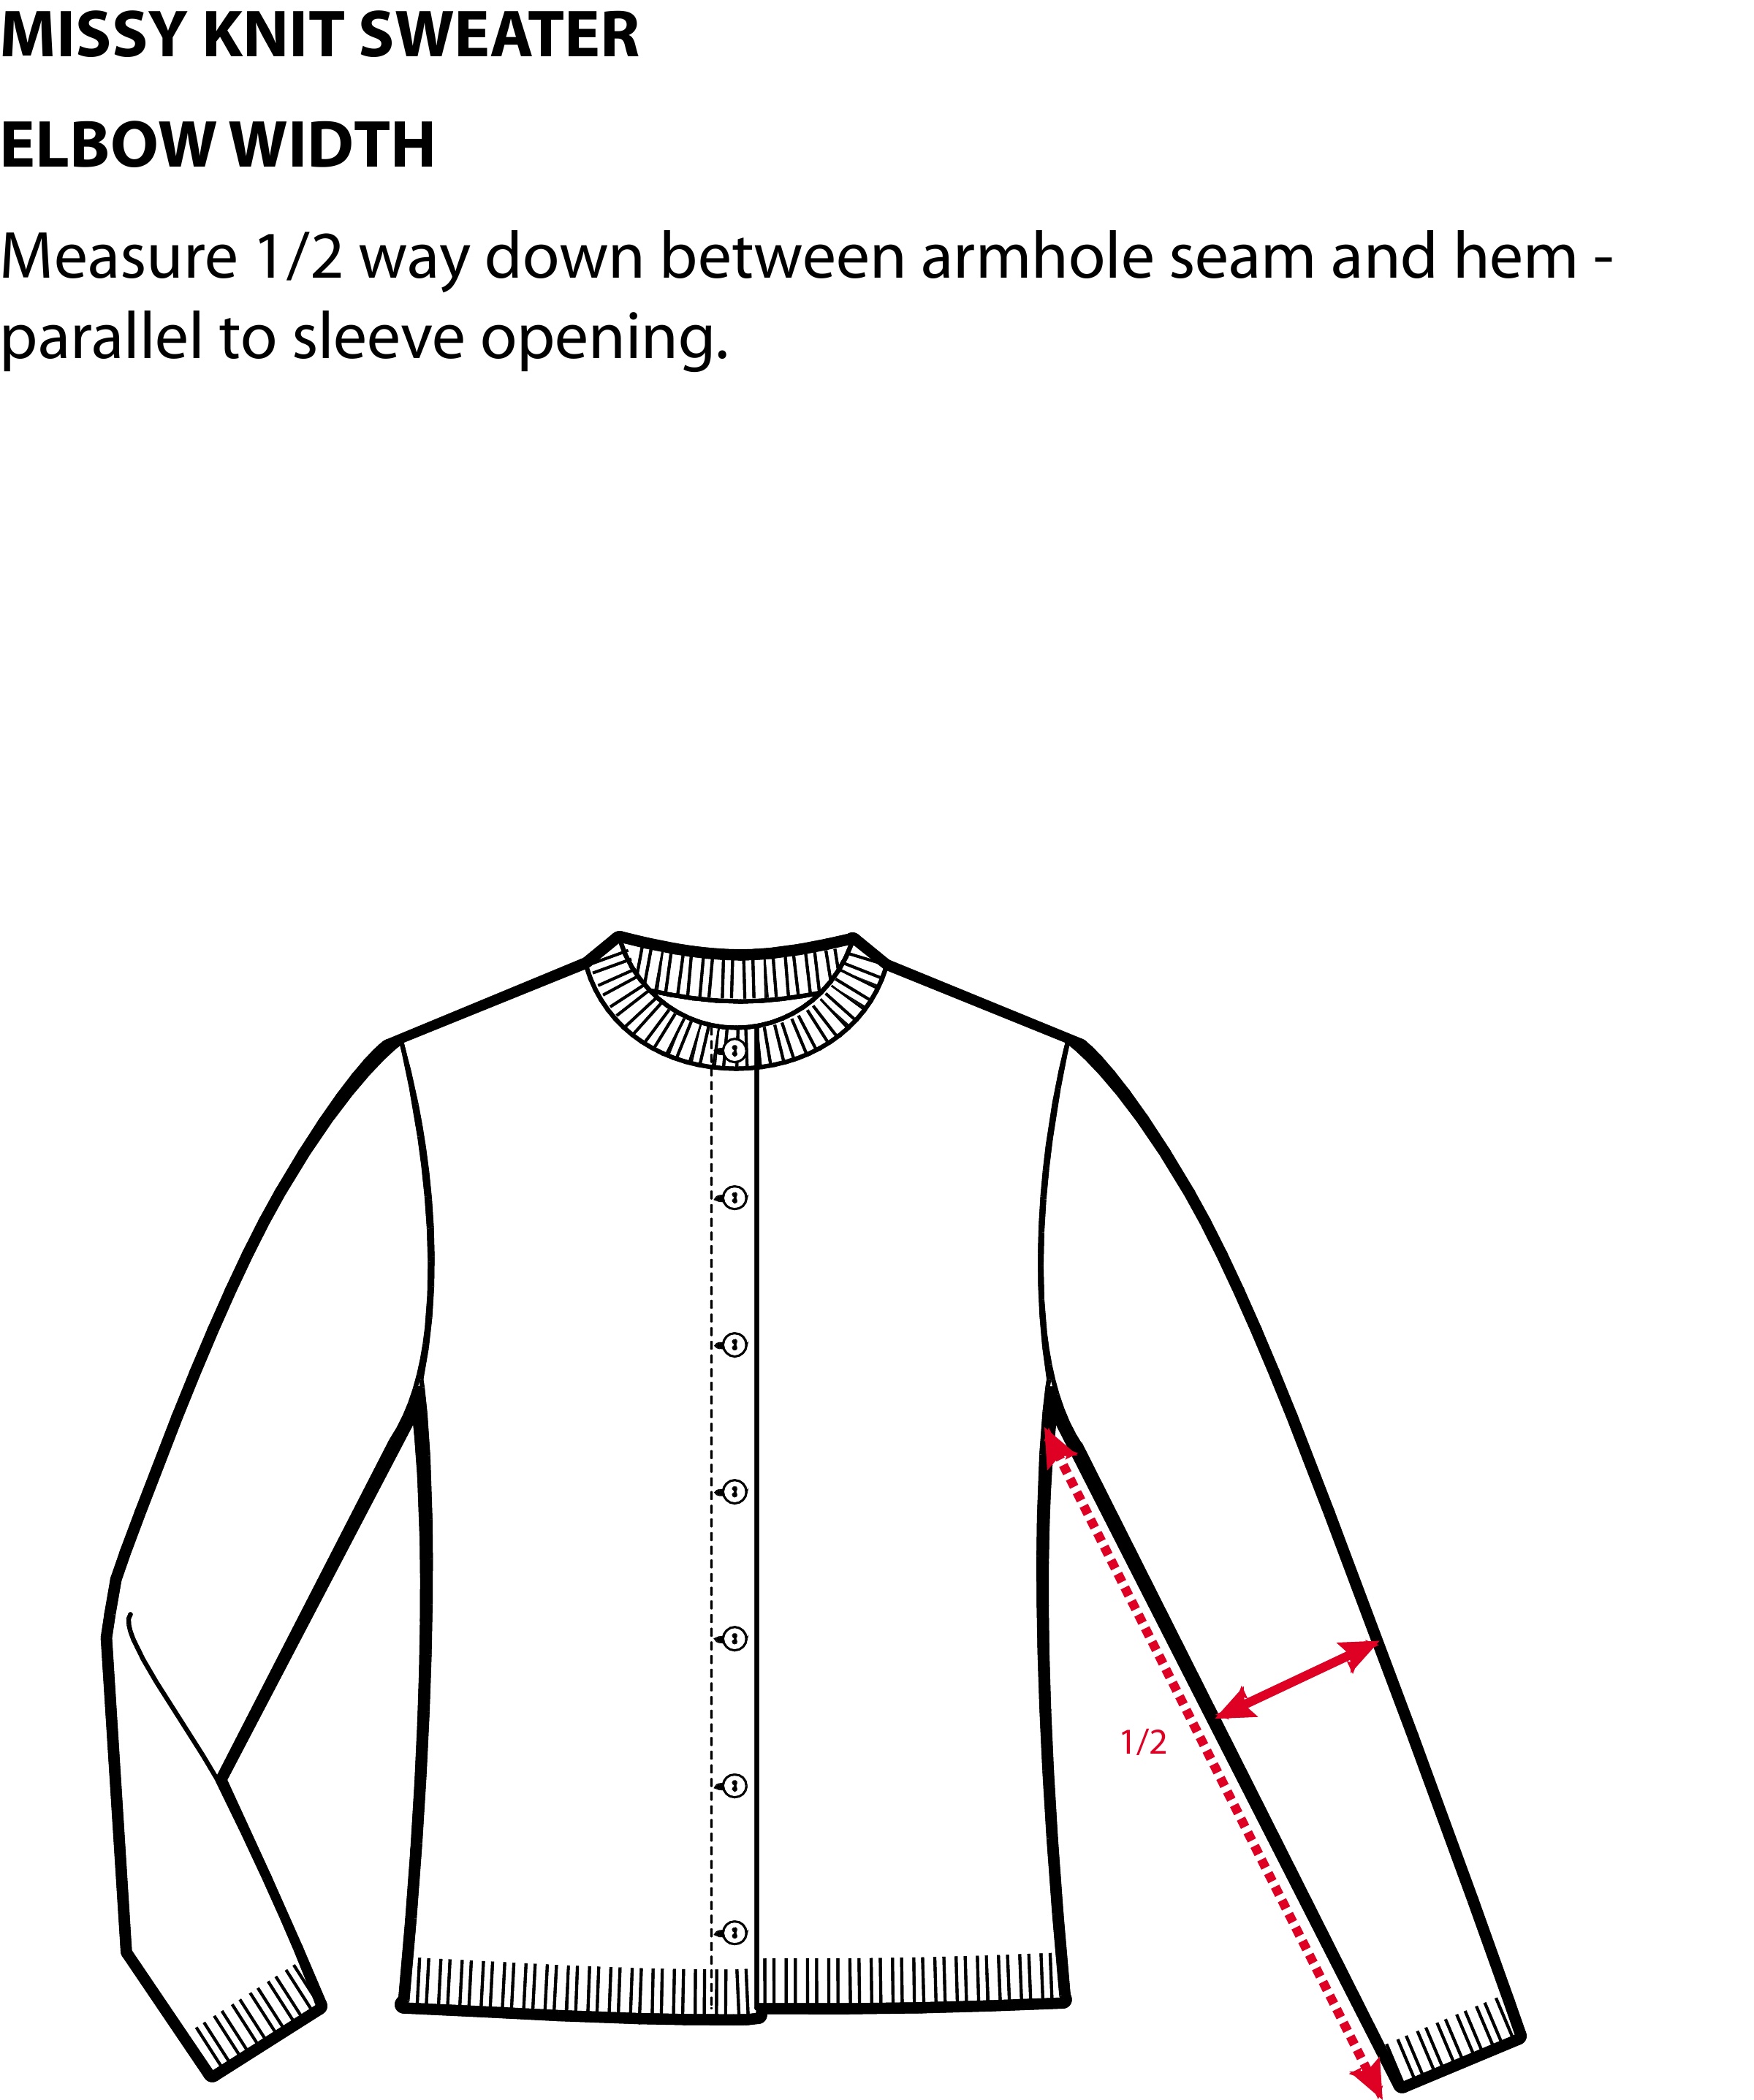 MISSY KNIT SWEATER
ELBOW WIDTH
Measure 1/2 way down between armhole seam and hem -
parallel to sleeve opening.
1/2